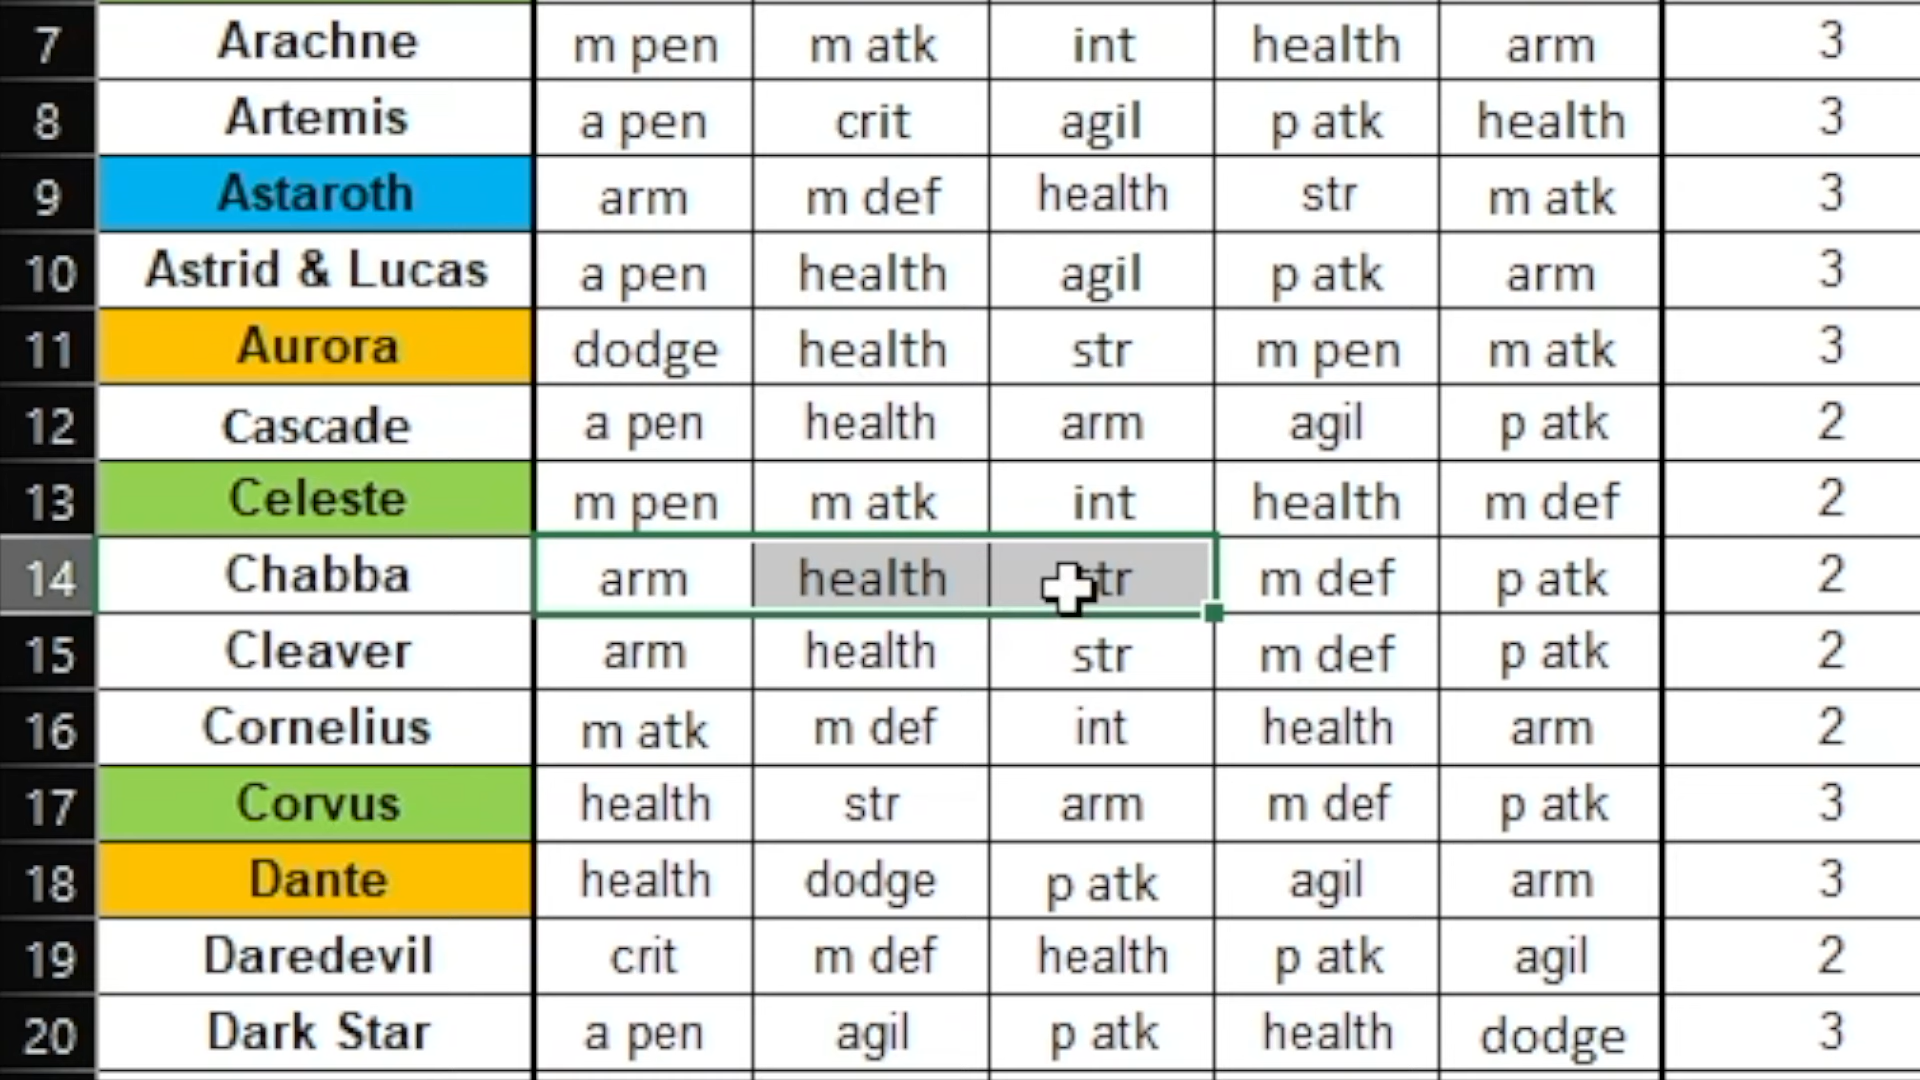 7 Arachne m pen m atk int health arm 3
8 Artemis a pen crit agil p atk health 3
9 Astaroth arm m def health str m atk 3
10 Astrid & Lucas a pen health agil p atk arm 3
11 Aurora dodge health str m pen m atk 3
12 Cascade a pen health arm agil p atk 2
13 Celeste m pen m atk int health m def 2
14 Chabba arm health str m def p atk 2
15 Cleaver arm health str m def p atk 2
16 Cornelius m atk m def int health arm 2
17 Corvus health str arm m def p atk 3
18 Dante health dodge p atk agil arm 3
19 Daredevil crit m def health p atk agil 2
20 Dark Star a pen agil p atk health dodge 3